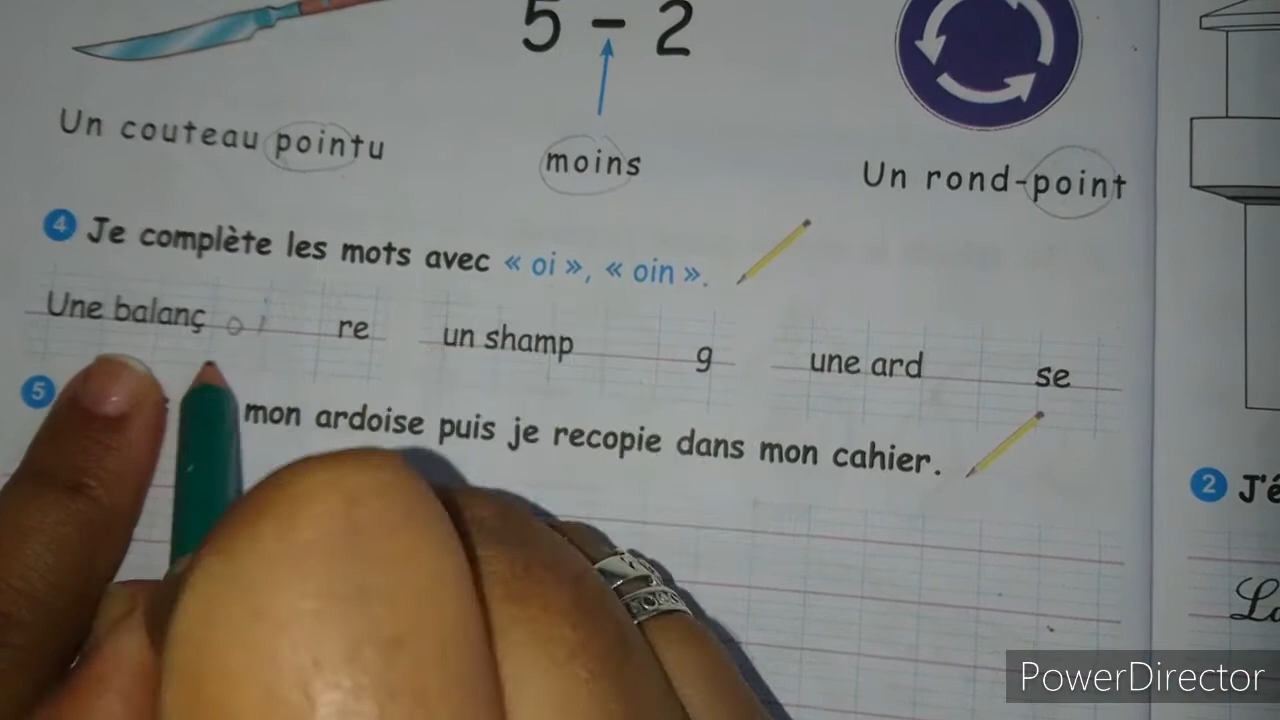 5 - 2
Un couteau pointu
moins
Un rond-point
4 Je complète les mots avec « oi », « oin ».
Une balanç oi re un shamp g une ard se
5 mon ardoise puis je recopie dans mon cahier.
2 J'é
La
PowerDirector